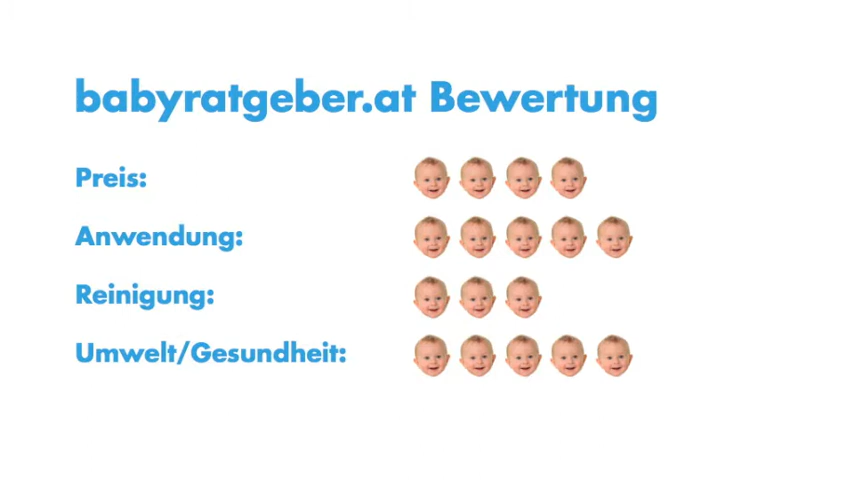 babyratgeber.at Bewertung
Preis:
Anwendung:
Reinigung:
Umwelt/Gesundheit: